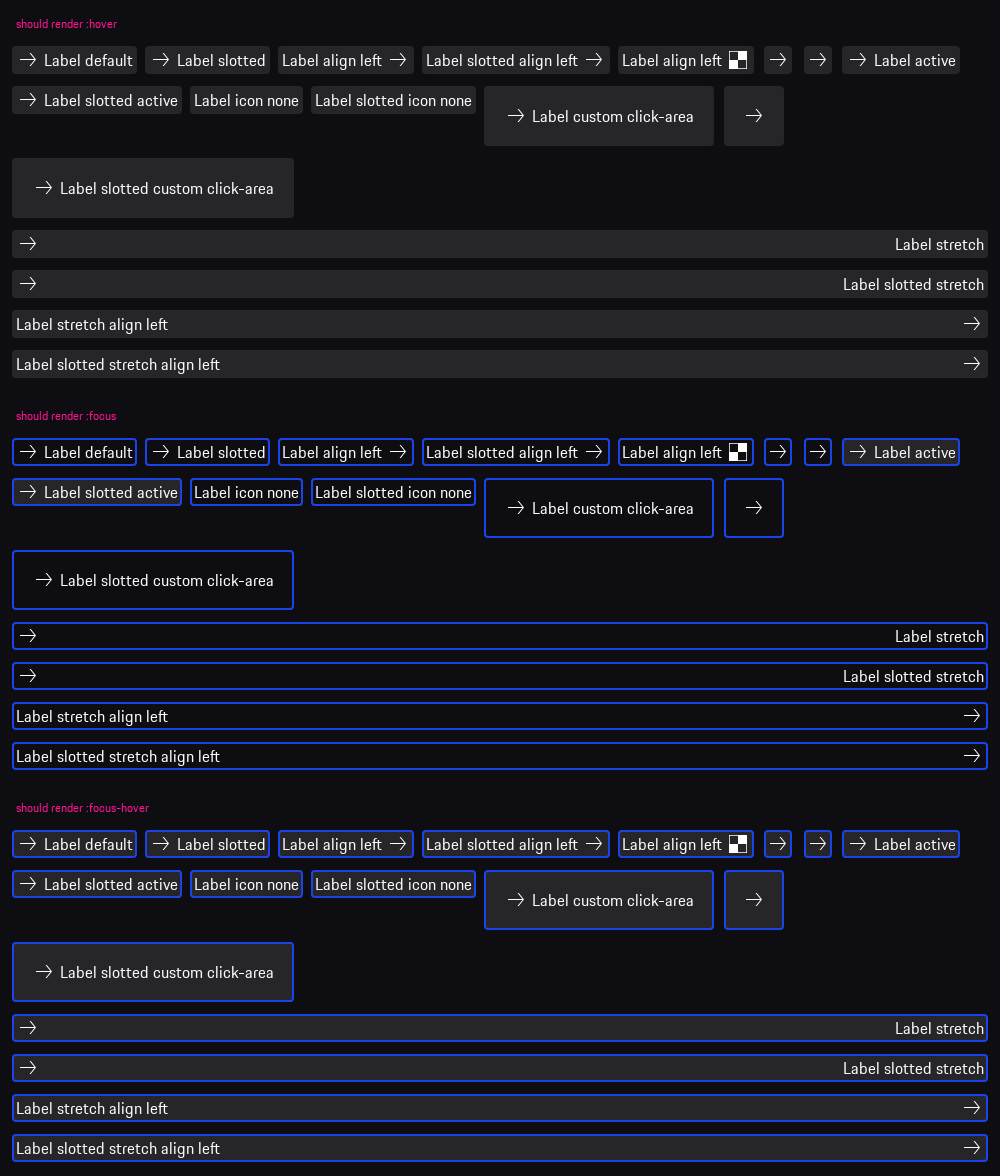 should render :hover
Label default Label slotted Label align left Label slotted align left Label align left Label active
Label slotted active Label icon none Label slotted icon none Label custom click-area
Label slotted custom click-area
Label stretch
Label slotted stretch
Label stretch align left
Label slotted stretch align left
should render :focus
Label default Label slotted Label align left Label slotted align left Label align left Label active
Label slotted active Label icon none Label slotted icon none Label custom click-area
Label slotted custom click-area
Label stretch
Label slotted stretch
Label stretch align left
Label slotted stretch align left
should render :focus-hover
Label default Label slotted Label align left Label slotted align left Label align left Label active
Label slotted active Label icon none Label slotted icon none Label custom click-area
Label slotted custom click-area
Label stretch
Label slotted stretch
Label stretch align left
Label slotted stretch align left